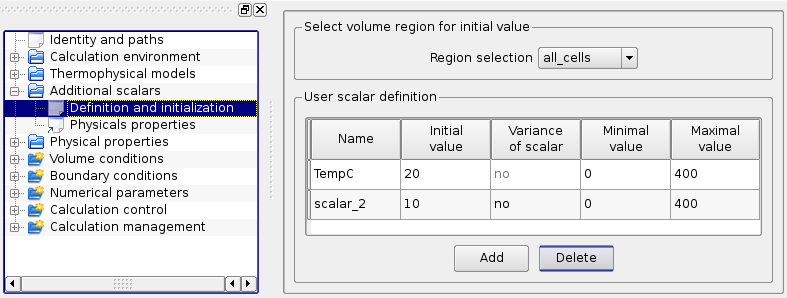 Identity and paths
Calculation environment
Thermophysical models
Additional scalars
Definition and initialization
Physicals properties
Physical properties
Volume conditions
Boundary conditions
Numerical parameters
Calculation control
Calculation management
Select volume region for initial value
Region selection all_cells
User scalar definition
Name Initial value Variance of scalar Minimal value Maximal value
TempC 20 no 0 400
scalar_2 10 no 0 400
Add Delete